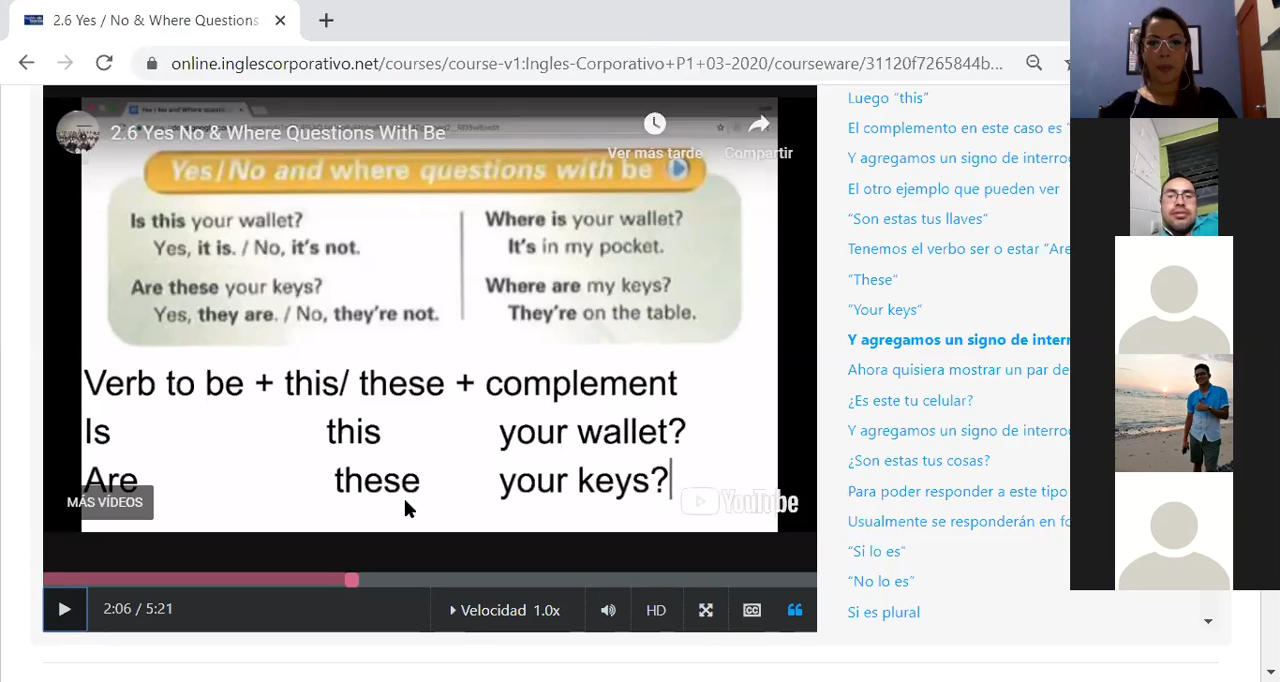 2.6 Yes / No & Where Questions
online.inglescorporativo.net/courses/course-v1:Ingles-Corporativo+P1+03-2020/courseware/31120f7265844b...
2.6 Yes No & Where Questions With Be
Ver más tarde
Compartir
Yes/No and where questions with be
Is this your wallet?
Yes, it is. / No, it's not.
Are these your keys?
Yes, they are. / No, they're not.
Where is your wallet?
It's in my pocket.
Where are my keys?
They're on the table.
Verb to be + this/ these + complement
Is this your wallet?
Are these your keys?
MÁS VÍDEOS
YouTube
2:06 / 5:21
Velocidad 1.0x
HD
CC
Luego "this"
El complemento en este caso es "
Y agregamos un signo de interro
El otro ejemplo que pueden ver
"Son estas tus llaves"
Tenemos el verbo ser o estar "Are
"These"
"Your keys"
Y agregamos un signo de interr
Ahora quisiera mostrar un par de
¿Es este tu celular?
Y agregamos un signo de interro
¿Son estas tus cosas?
Para poder responder a este tipo
Usualmente se responderán en fo
"Si lo es"
"No lo es"
Si es plural